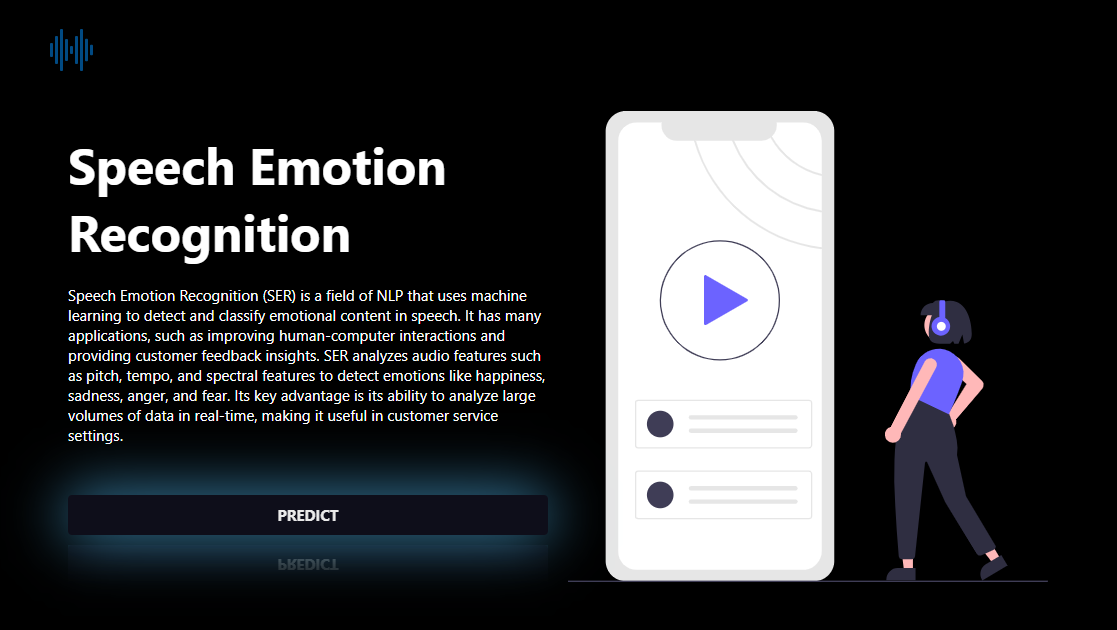 Speech Emotion
Recognition
Speech Emotion Recognition (SER) is a field of NLP that uses machine
learning to detect and classify emotional content in speech. It has many
applications, such as improving human-computer interactions and
providing customer feedback insights. SER analyzes audio features such
as pitch, tempo, and spectral features to detect emotions like happiness,
sadness, anger, and fear. Its key advantage is its ability to analyze large
volumes of data in real-time, making it useful in customer service
settings.
PREDICT
PREDICT